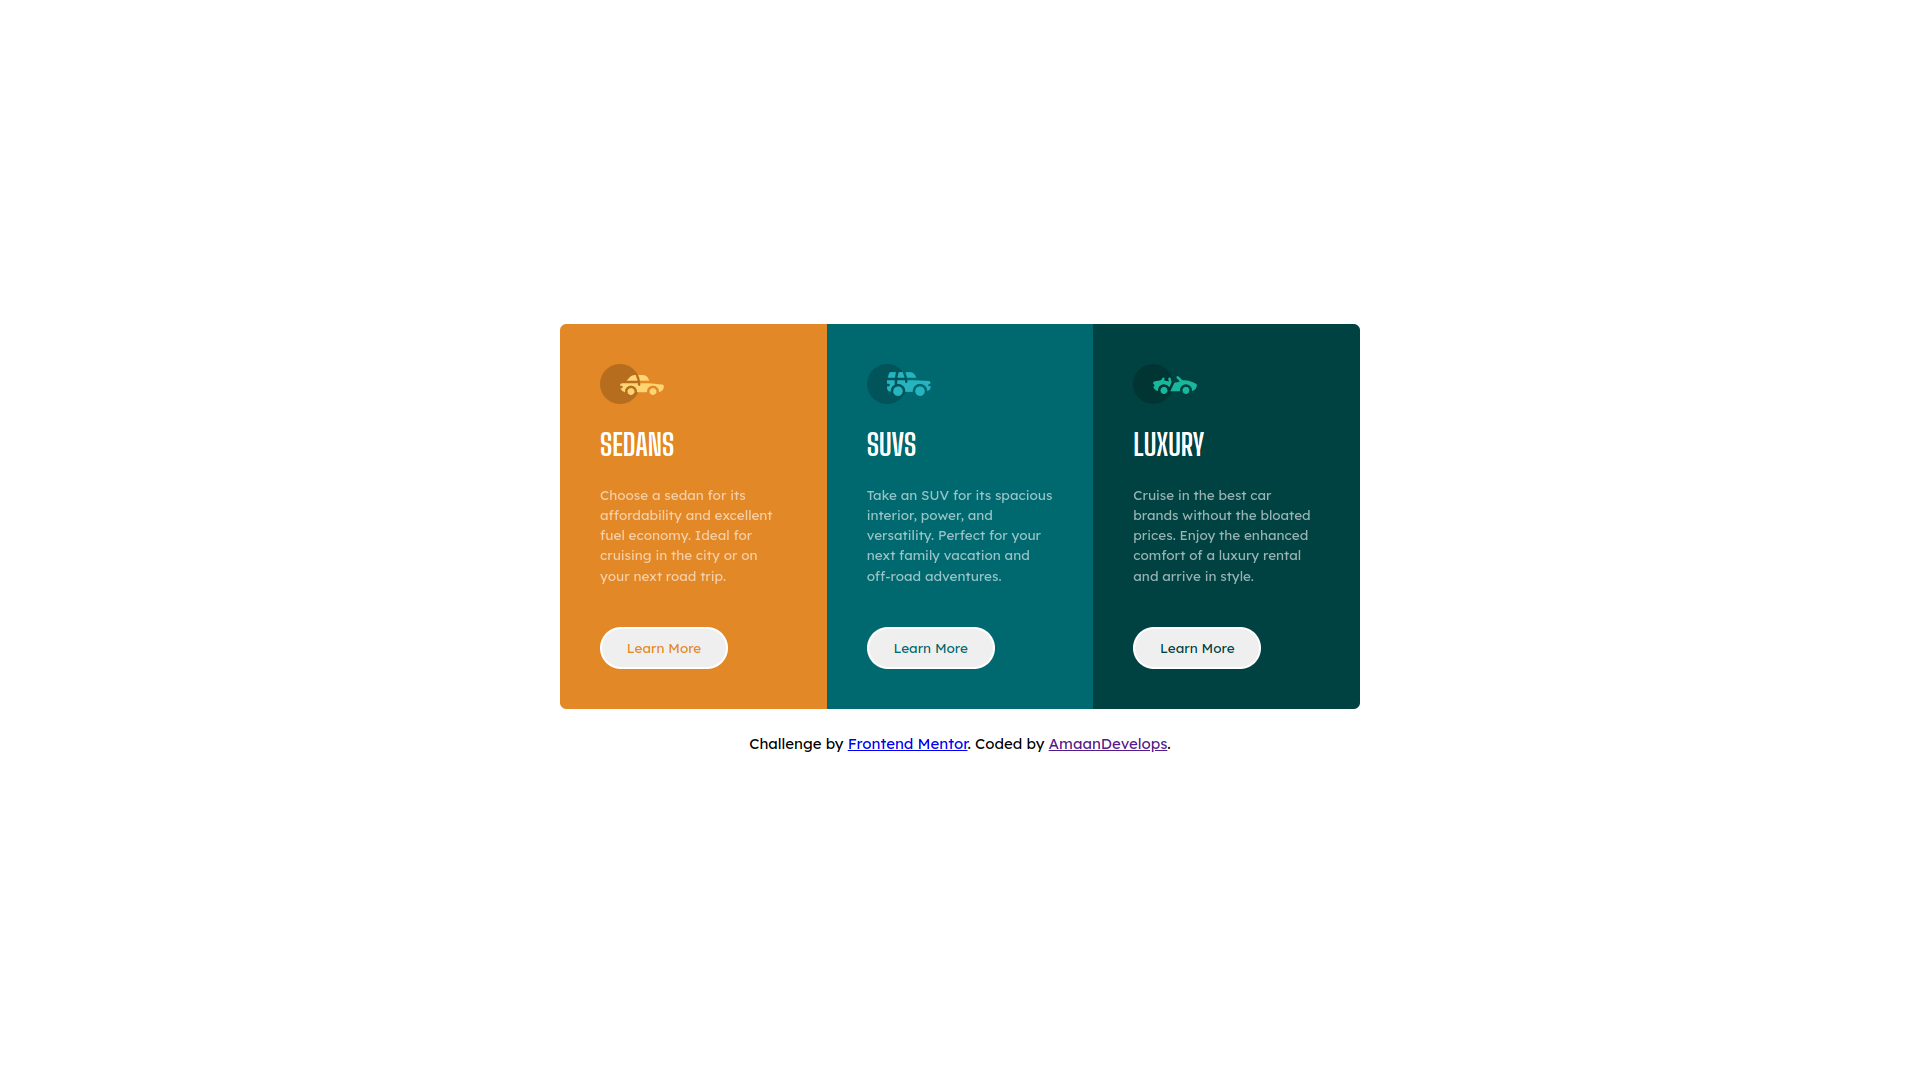 SEDANS
Choose a sedan for its
affordability and excellent
fuel economy. Ideal for
cruising in the city or on
your next road trip.
Learn More
SUVS
Take an SUV for its spacious
interior, power, and
versatility. Perfect for your
next family vacation and
off-road adventures.
Learn More
LUXURY
Cruise in the best car
brands without the bloated
prices. Enjoy the enhanced
comfort of a luxury rental
and arrive in style.
Learn More
Challenge by Frontend Mentor. Coded by AmaanDevelops.